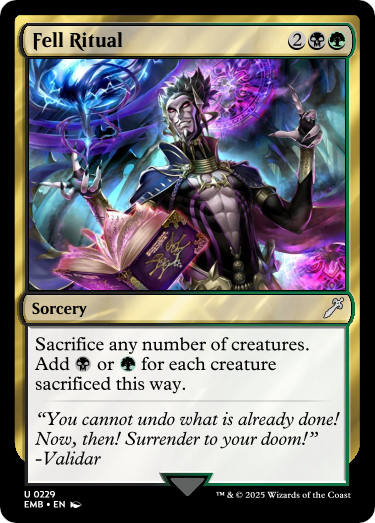 Fell Ritual 2
Sorcery
Sacrifice any number of creatures.
Add or for each creature
sacrificed this way.
“You cannot undo what is already done!
Now, then! Surrender to your doom!”
-Validar
U 0229
EMB • EN
™ & © 2025 Wizards of the Coast